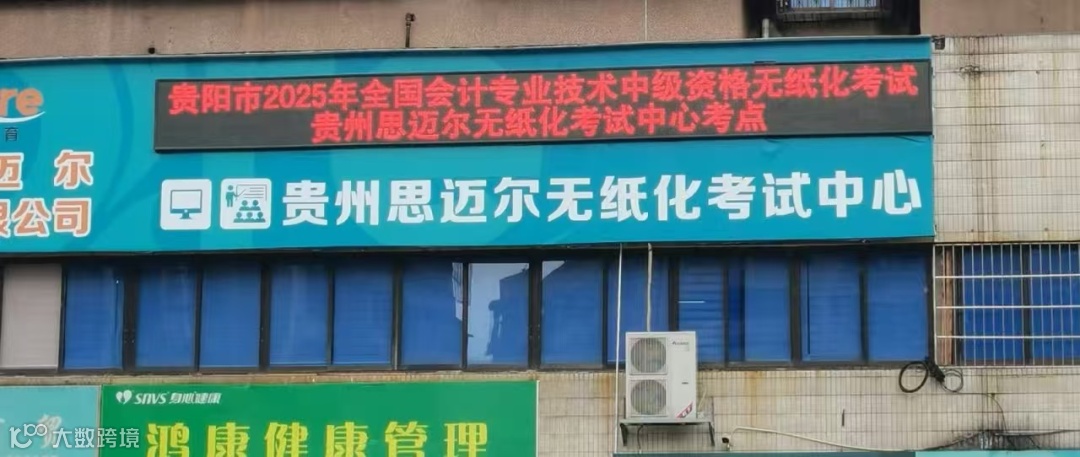 贵阳市2025年全国会计专业技术中级资格无纸化考试
贵州思迈尔无纸化考试中心考点
re
育
迈尔
限公司
贵州思迈尔无纸化考试中心
SNVS 身心健康
鸿康健康管理
大数跨境